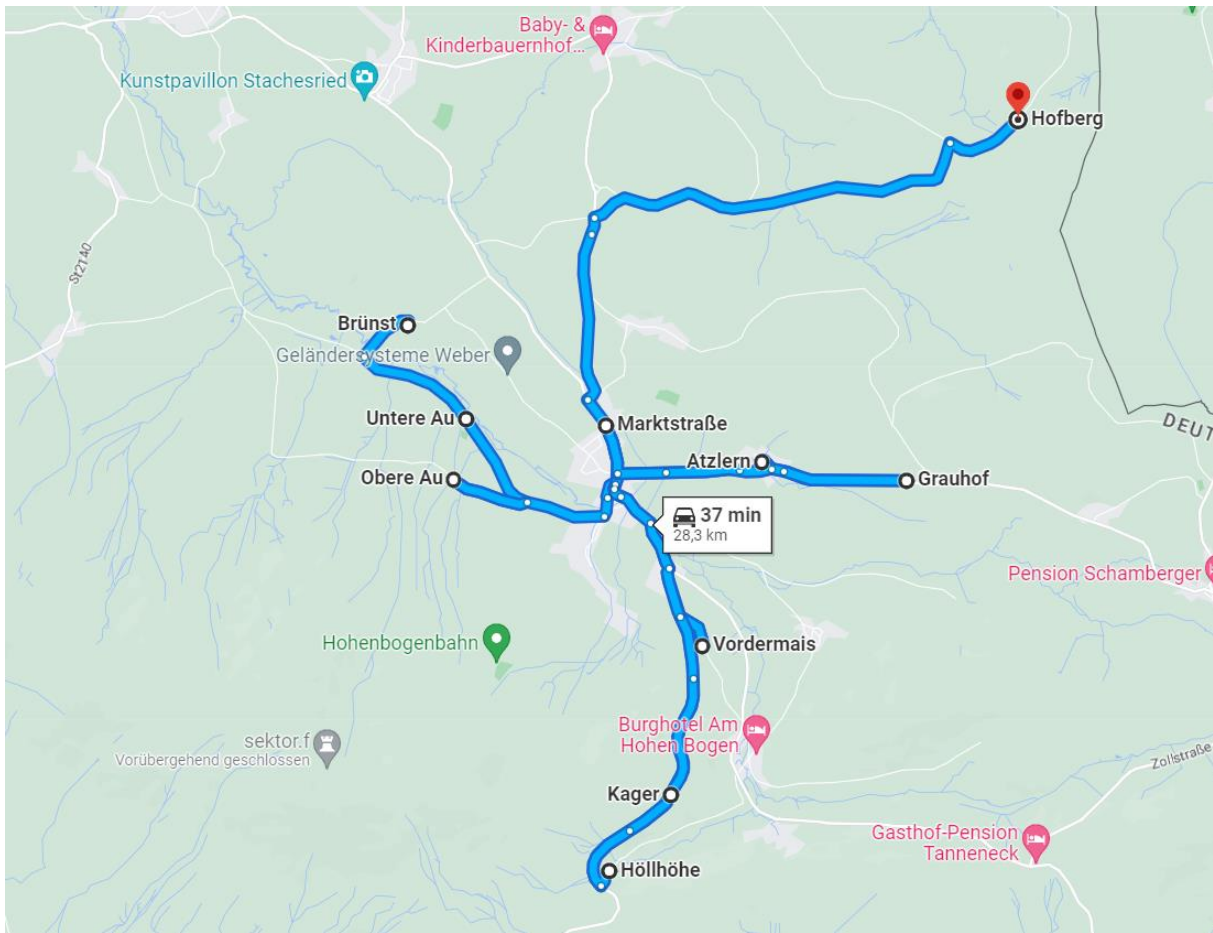 Baby- &
Kinderbauernhof...
Kunstpavillon Stachesried
Hofberg
St2140
Brünst
Geländersysteme Weber
Untere Au
Marktstraße
DEUT
Obere Au
Atzlern
Grauhof
37 min
28,3 km
Pension Schamberger
Hohenbogenbahn
Vordermais
Burghotel Am
Hohen Bogen
sektor.f
Vorübergehend geschlossen
Zollstraße
Kager
Gasthof-Pension
Tanneneck
Höllhöhe